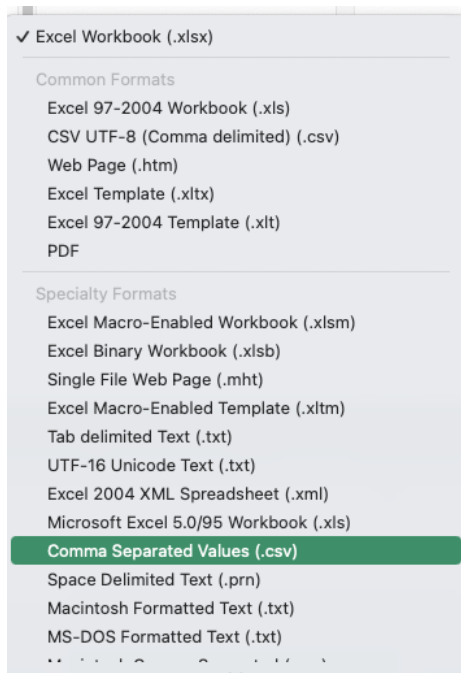 ✓ Excel Workbook (.xlsx)
Common Formats
Excel 97-2004 Workbook (.xls)
CSV UTF-8 (Comma delimited) (.csv)
Web Page (.htm)
Excel Template (.xltx)
Excel 97-2004 Template (.xlt)
PDF
Specialty Formats
Excel Macro-Enabled Workbook (.xlsm)
Excel Binary Workbook (.xlsb)
Single File Web Page (.mht)
Excel Macro-Enabled Template (.xltm)
Tab delimited Text (.txt)
UTF-16 Unicode Text (.txt)
Excel 2004 XML Spreadsheet (.xml)
Microsoft Excel 5.0/95 Workbook (.xls)
Comma Separated Values (.csv)
Space Delimited Text (.prn)
Macintosh Formatted Text (.txt)
MS-DOS Formatted Text (.txt)